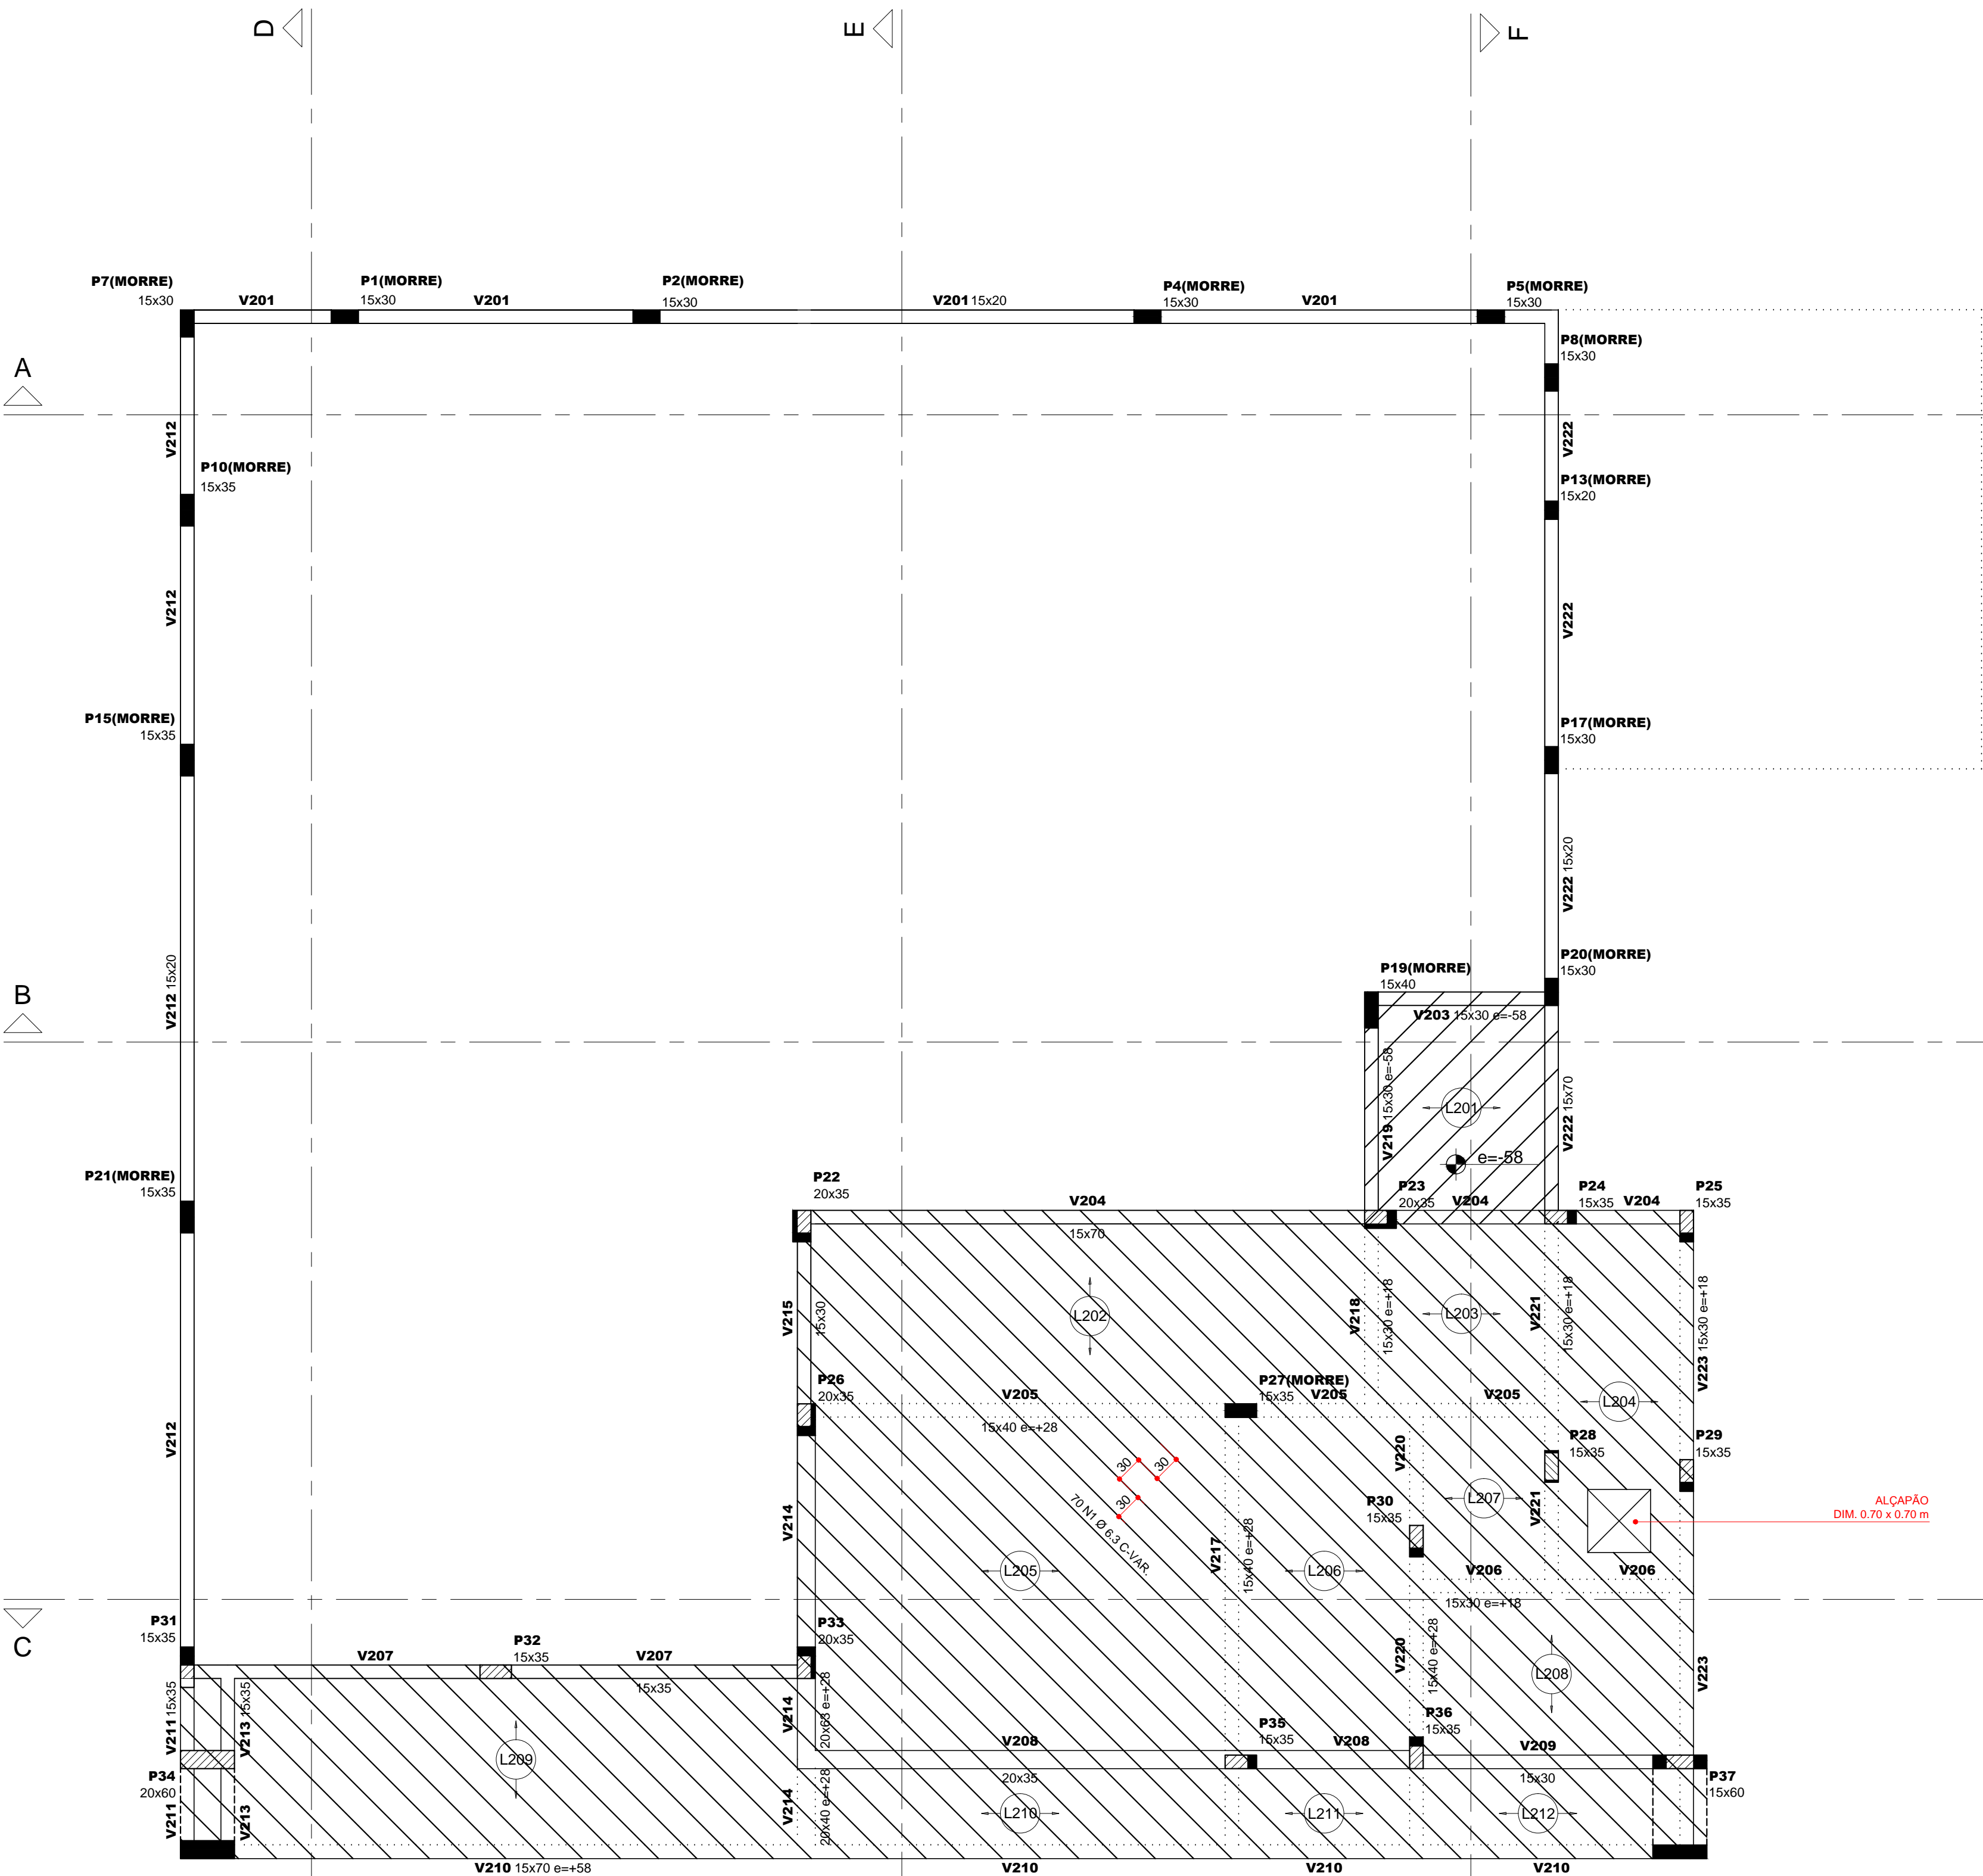 D
E
F
P7(MORRE)
15x30
V201
P1(MORRE)
15x30
V201
P2(MORRE)
15x30
V201 15x20
P4(MORRE)
15x30
V201
P5(MORRE)
15x30
P8(MORRE)
15x30
A
V212
V222
P10(MORRE)
15x35
P13(MORRE)
15x20
V212
V222
P15(MORRE)
15x35
P17(MORRE)
15x30
V222 15x20
V212 15x20
P19(MORRE)
15x40
P20(MORRE)
15x30
B
V203 15x30 e=-58
V219 15x30 e=-58
L201
V222 15x70
e=-58
P21(MORRE)
15x35
P22
20x35
V204
15x70
P23
20x35
V204
P24
15x35
V204
P25
15x35
V215
15x30
L202
V218
15x30 e=+18
L203
V221
15x30 e=+18
V223 15x30 e=+18
P26
20x35
V205
15x40 e=+28
P27(MORRE)
15x35
V205
V205
L204
V212
30
30
30
70 N1 Ø 6.3 C-VAR.
V220
P28
15x35
P29
15x35
L207
V214
P30
15x35
V221
ALÇAPÃO
DIM. 0.70 x 0.70 m
V217
15x40 e=+28
L205
L206
V206
V206
15x30 e=+18
C
P31
15x35
V207
P32
15x35
V207
15x35
P33
20x35
V220
15x40 e=+28
L208
V223
V211 15x35
V213 15x35
V214
20x63 e=+28
L209
V208
20x35
P35
15x35
V208
P36
15x35
V209
15x30
P34
20x60
P37
15x60
V211
V213
V214
20x40 e=+28
L210
L211
L212
V210 15x70 e=+58
V210
V210
V210